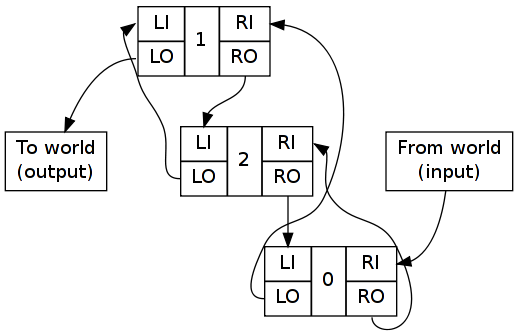 LI RI
1
LO RO
To world
(output)
LI RI
2
LO RO
From world
(input)
LI RI
0
LO RO